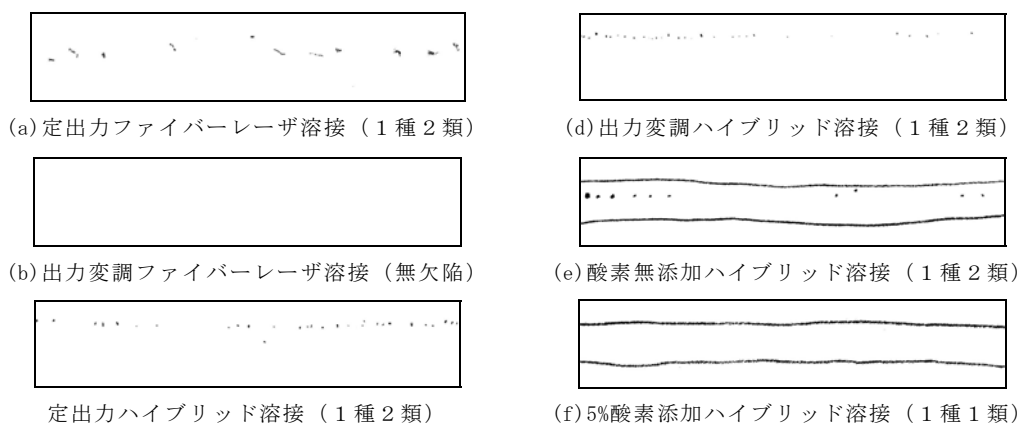 (a)定出力ファイバーレーザ溶接（１種２類）
(b)出力変調ファイバーレーザ溶接（無欠陥）
定出力ハイブリッド溶接（１種２類）
(d)出力変調ハイブリッド溶接（１種２類）
(e)酸素無添加ハイブリッド溶接（１種２類）
(f)5%酸素添加ハイブリッド溶接（１種１類）